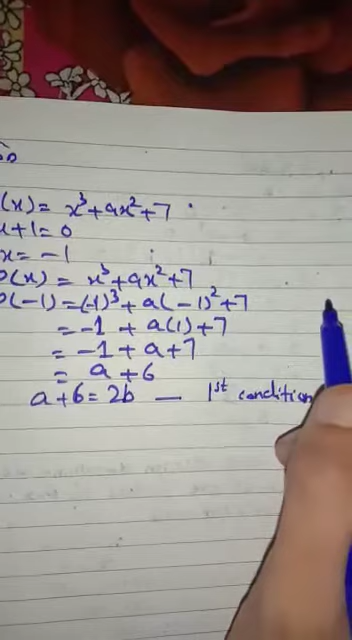 (x) = x³+ax²+7
x+1=0
x = -1
P(x) = x³+ax²+7
P(-1) = (-1)³+a(-1)²+7
= -1 + a(1)+7
= -1 + a+7
= a+6
a+6=2b — 1st condition